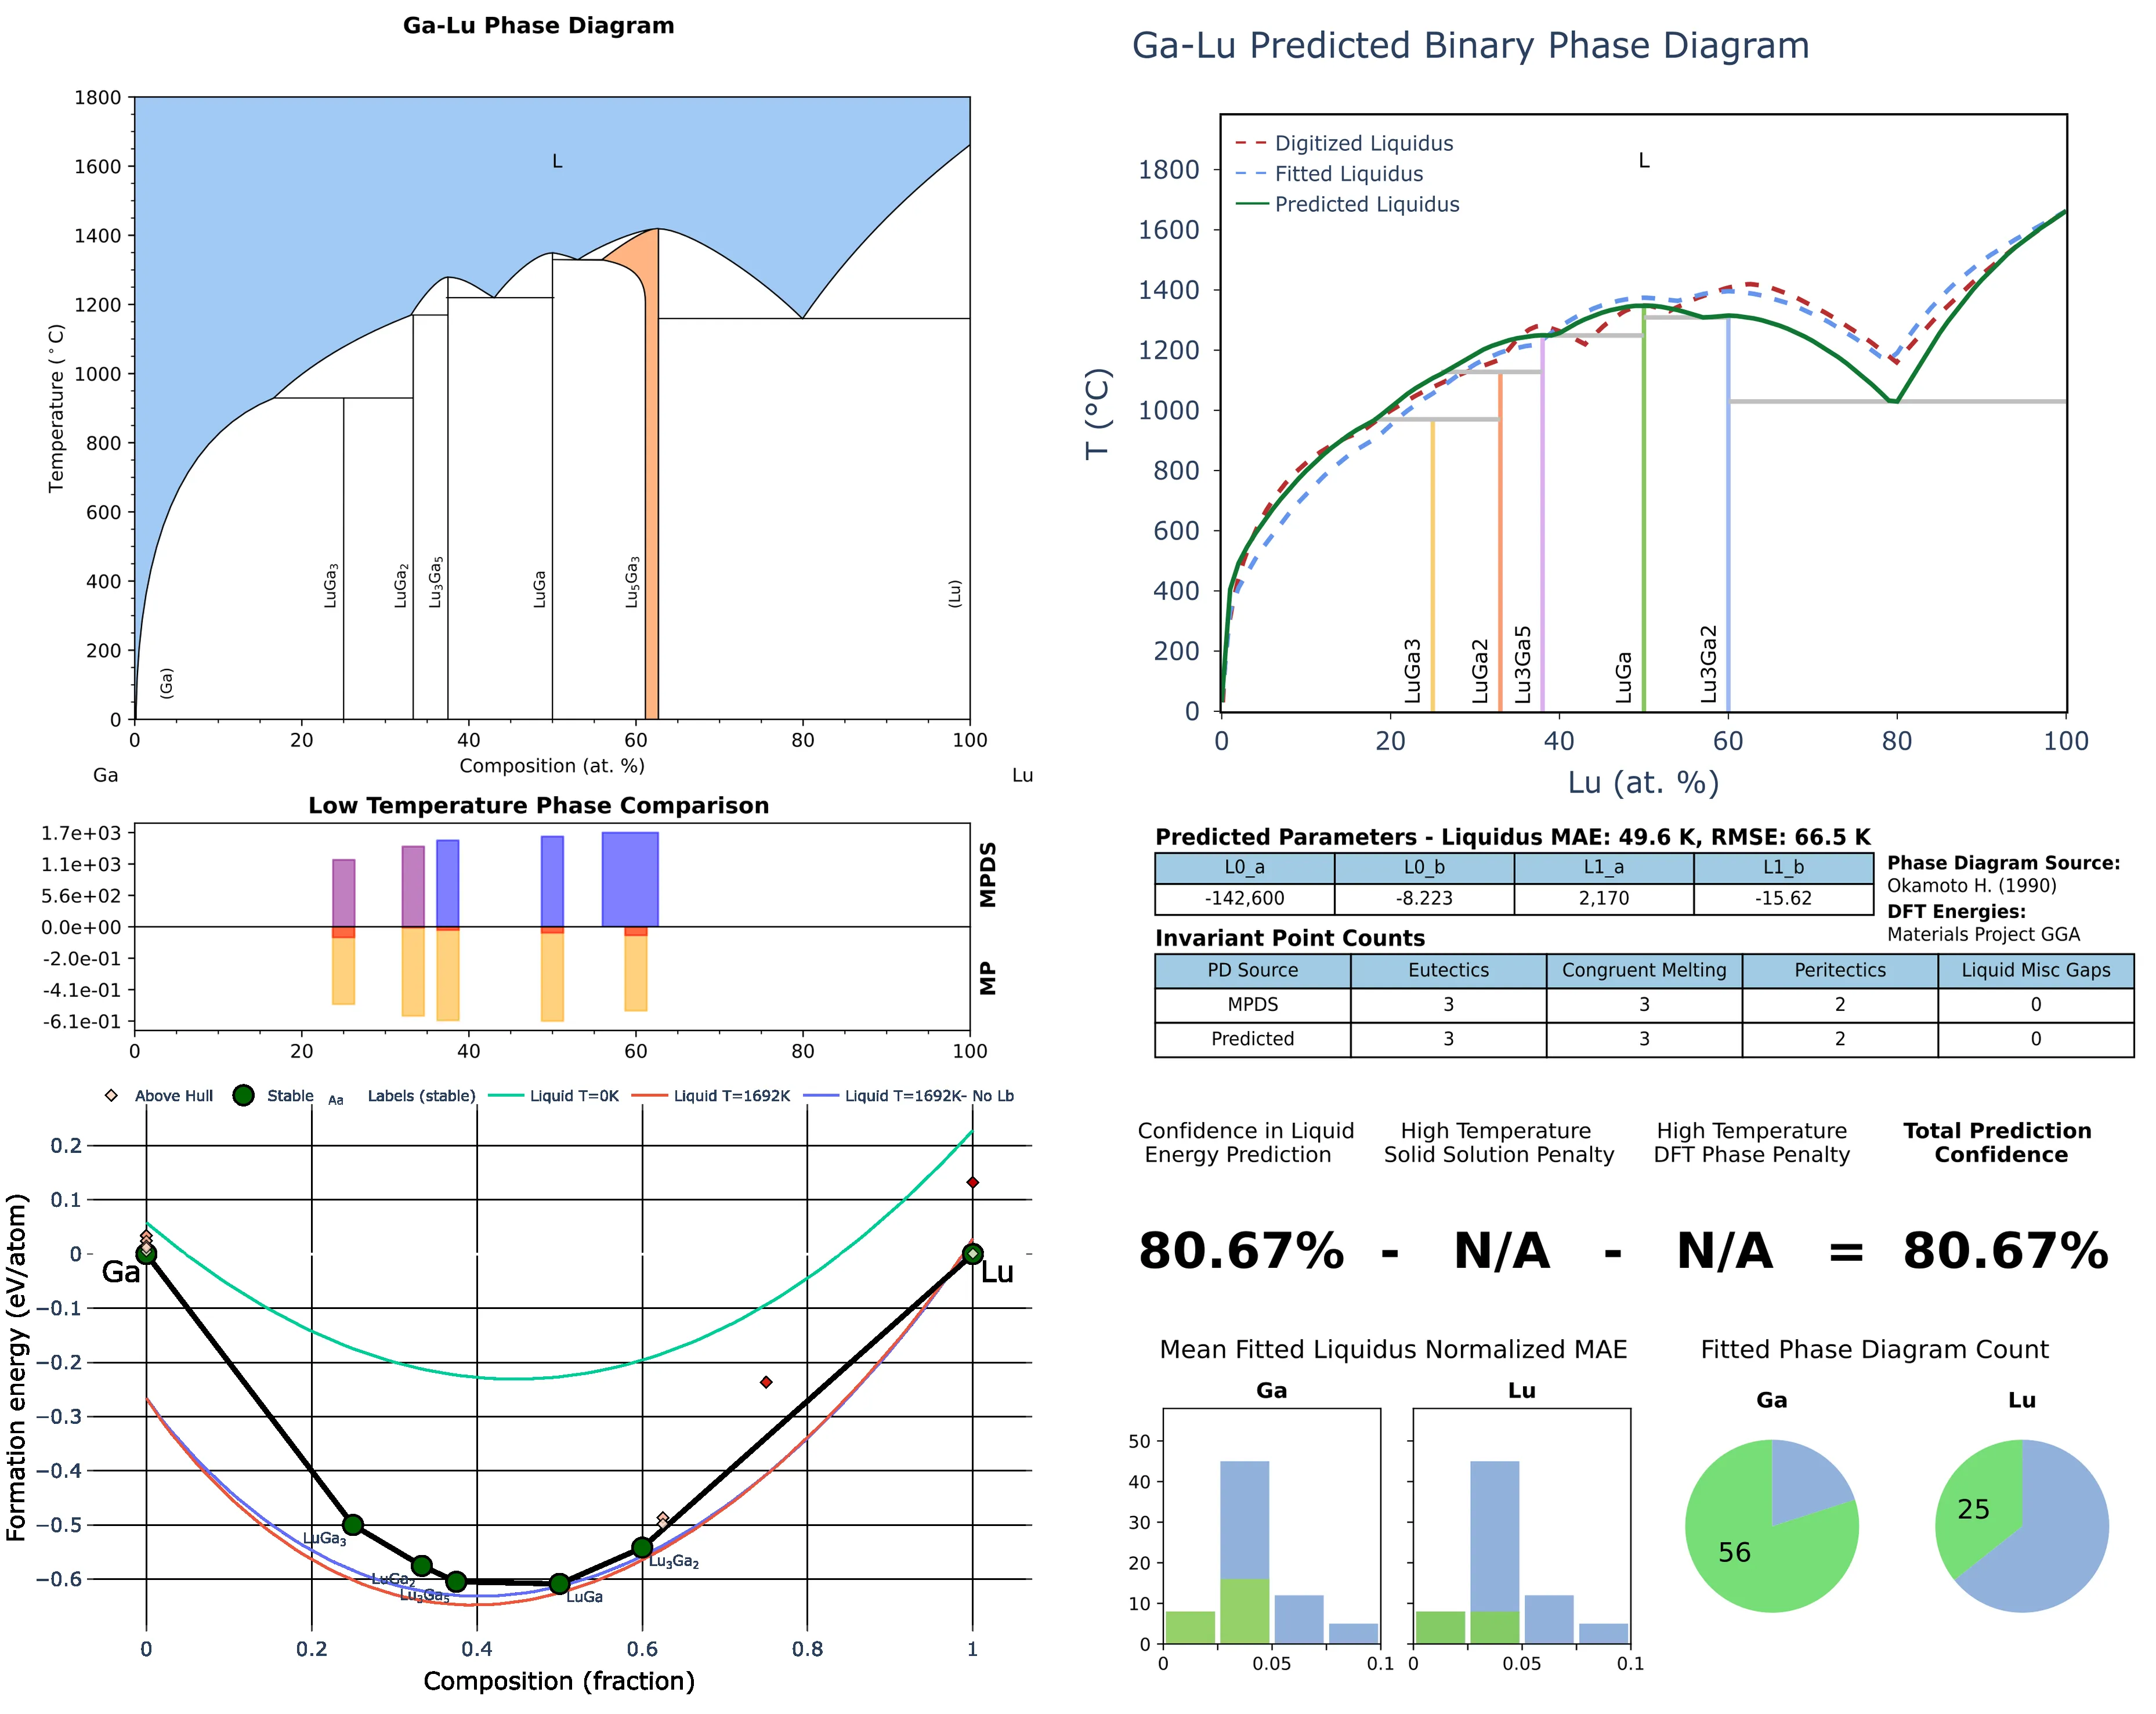 Ga-Lu Phase Diagram
1800
1600
1400
1200
1000
800
600
400
200
0
Temperature (°C)
L
LuGa₃
LuGa₂
Lu₃Ga₅
LuGa
Lu₅Ga₃
(Ga)
(Lu)
0 20 40 60 80 100
Composition (at. %)
Ga Lu
Low Temperature Phase Comparison
1.7e+03
1.1e+03
5.6e+02
0.0e+00
-2.0e-01
-4.1e-01
-6.1e-01
MPDS
MP
0 20 40 60 80 100
Above Hull Stable Aa Labels (stable) Liquid T=0K Liquid T=1692K Liquid T=1692K- No Lb
0.2
0.1
0
−0.1
−0.2
−0.3
−0.4
−0.5
−0.6
Formation energy (eV/atom)
Ga
Lu
LuGa₃
LuGa₂
Lu₃Ga₅
LuGa
Lu₃Ga₂
0 0.2 0.4 0.6 0.8 1
Composition (fraction)
Ga-Lu Predicted Binary Phase Diagram
Digitized Liquidus
Fitted Liquidus
Predicted Liquidus
L
1800
1600
1400
1200
1000
800
600
400
200
0
T (°C)
LuGa3
LuGa2
Lu3Ga5
LuGa
Lu3Ga2
0 20 40 60 80 100
Lu (at. %)
Predicted Parameters - Liquidus MAE: 49.6 K, RMSE: 66.5 K
L0_a L0_b L1_a L1_b
-142,600 -8.223 2,170 -15.62
Phase Diagram Source:
Okamoto H. (1990)
DFT Energies:
Materials Project GGA
Invariant Point Counts
PD Source Eutectics Congruent Melting Peritectics Liquid Misc Gaps
MPDS 3 3 2 0
Predicted 3 3 2 0
Confidence in Liquid
Energy Prediction
High Temperature
Solid Solution Penalty
High Temperature
DFT Phase Penalty
Total Prediction
Confidence
80.67% - N/A - N/A = 80.67%
Mean Fitted Liquidus Normalized MAE
Ga Lu
50
40
30
20
10
0
0 0.05 0.1
0 0.05 0.1
Fitted Phase Diagram Count
Ga Lu
56
25